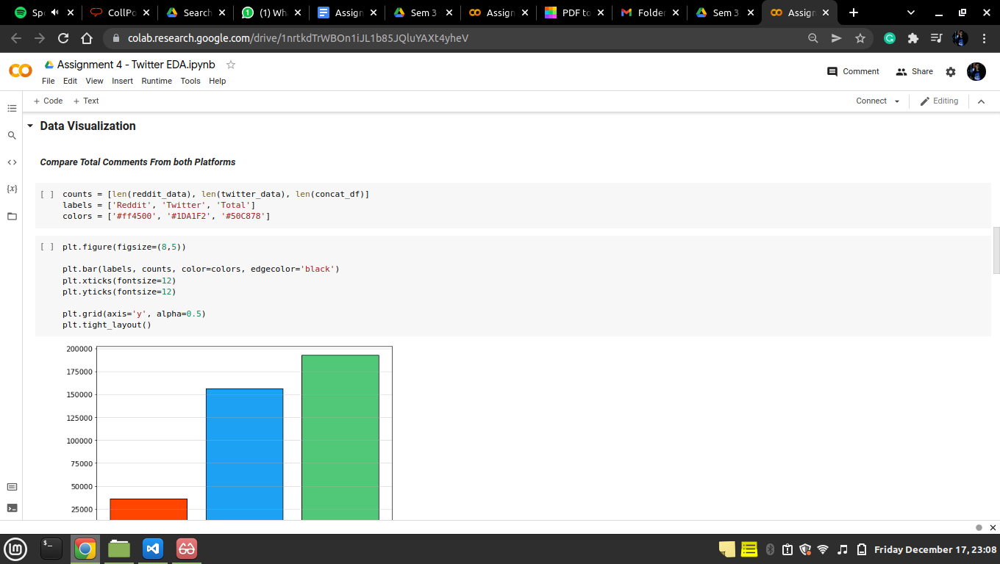 Sp
CollPo
Search
(1) Wh
Assign
Sem 3
Assign
PDF to
Folder
Sem 3
Assign
colab.research.google.com/drive/1nrtkdTrWBOn1iJL1b85JQluYAXt4yheV
Assignment 4 - Twitter EDA.ipynb
File Edit View Insert Runtime Tools Help
Comment Share
+ Code + Text
Connect Editing
Data Visualization
Compare Total Comments From both Platforms
[ ] counts = [len(reddit_data), len(twitter_data), len(concat_df)]
labels = ['Reddit', 'Twitter', 'Total']
colors = ['#ff4500', '#1DA1F2', '#50C878']
[ ] plt.figure(figsize=(8,5))
plt.bar(labels, counts, color=colors, edgecolor='black')
plt.xticks(fontsize=12)
plt.yticks(fontsize=12)
plt.grid(axis='y', alpha=0.5)
plt.tight_layout()
200000
175000
150000
125000
100000
75000
50000
25000
Friday December 17, 23:08